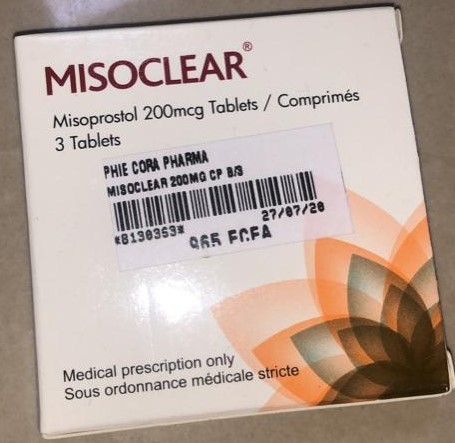 MISOCLEAR®
Misoprostol 200mcg Tablets / Comprimés
3 Tablets
PHIE CORA PHARMA
MISOCLEAR 200MG CP B/3
*8130353*
27/07/20
965 FCFA
Medical prescription only
Sous ordonnance médicale stricte